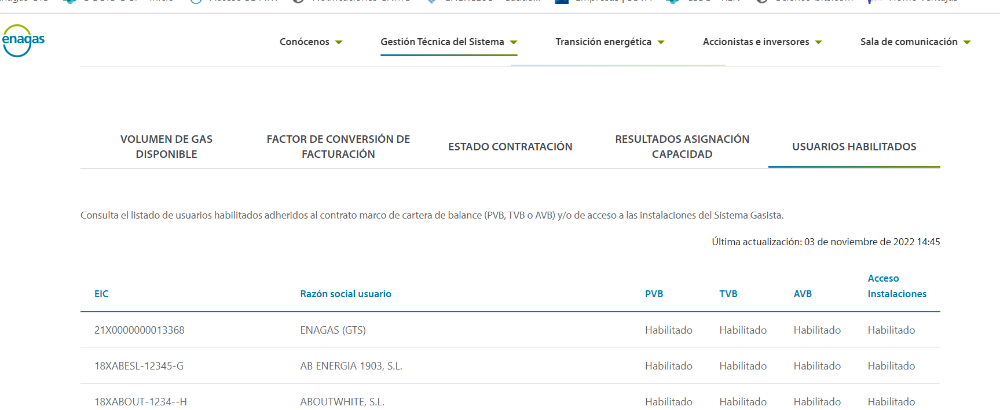 enagas
Conócenos
Gestión Técnica del Sistema
Transición energética
Accionistas e inversores
Sala de comunicación
VOLUMEN DE GAS
DISPONIBLE
FACTOR DE CONVERSIÓN DE
FACTURACIÓN
ESTADO CONTRATACIÓN
RESULTADOS ASIGNACIÓN
CAPACIDAD
USUARIOS HABILITADOS
Consulta el listado de usuarios habilitados adheridos al contrato marco de cartera de balance (PVB, TVB o AVB) y/o de acceso a las instalaciones del Sistema Gasista.
Última actualización: 03 de noviembre de 2022 14:45
EIC Razón social usuario PVB TVB AVB Acceso Instalaciones
21X0000000013368 ENAGAS (GTS) Habilitado Habilitado Habilitado Habilitado
18XABESL-12345-G AB ENERGIA 1903, S.L. Habilitado Habilitado Habilitado Habilitado
18XABOUT-1234--H ABOUTWHITE, S.L. Habilitado Habilitado Habilitado Habilitado